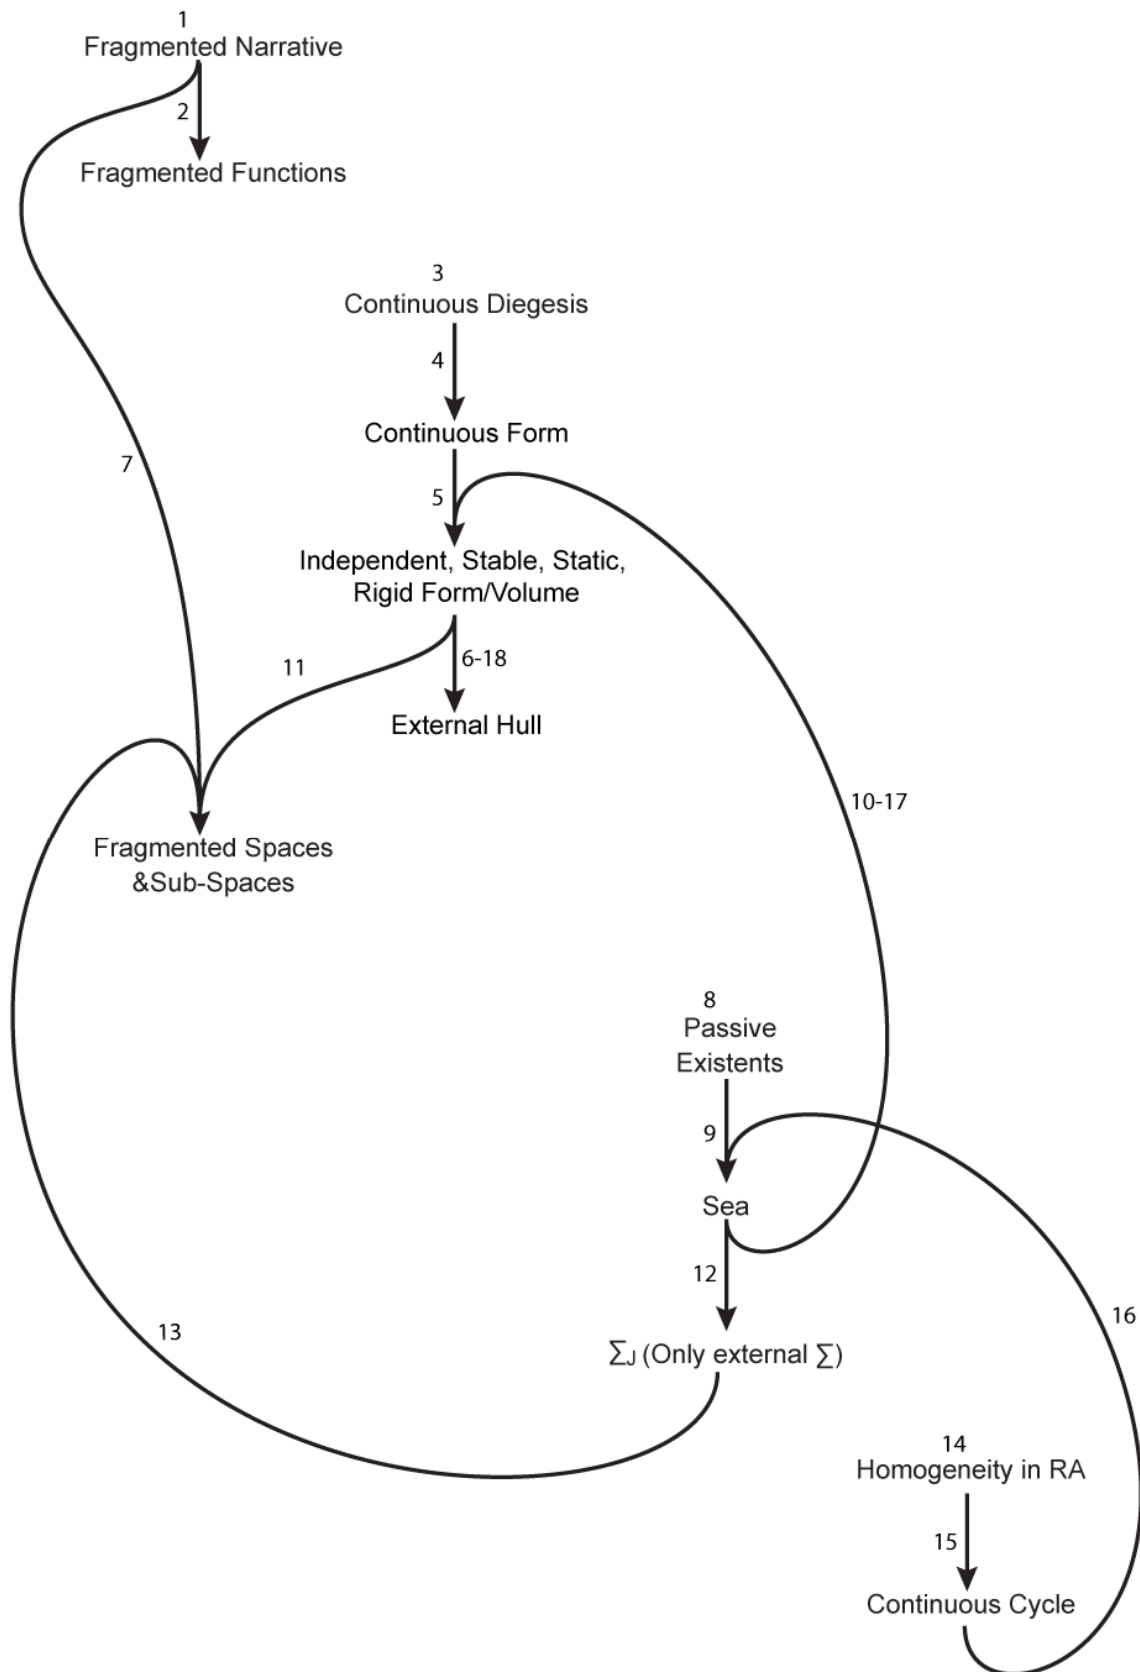 1
Fragmented Narrative
2
Fragmented Functions
3
Continuous Diegesis
4
Continuous Form
7
5
Independent, Stable, Static,
Rigid Form/Volume
11
6-18
External Hull
10-17
Fragmented Spaces
&Sub-Spaces
8
Passive
Existents
9
Sea
12
16
13
∑J (Only external ∑)
14
Homogeneity in RA
15
Continuous Cycle